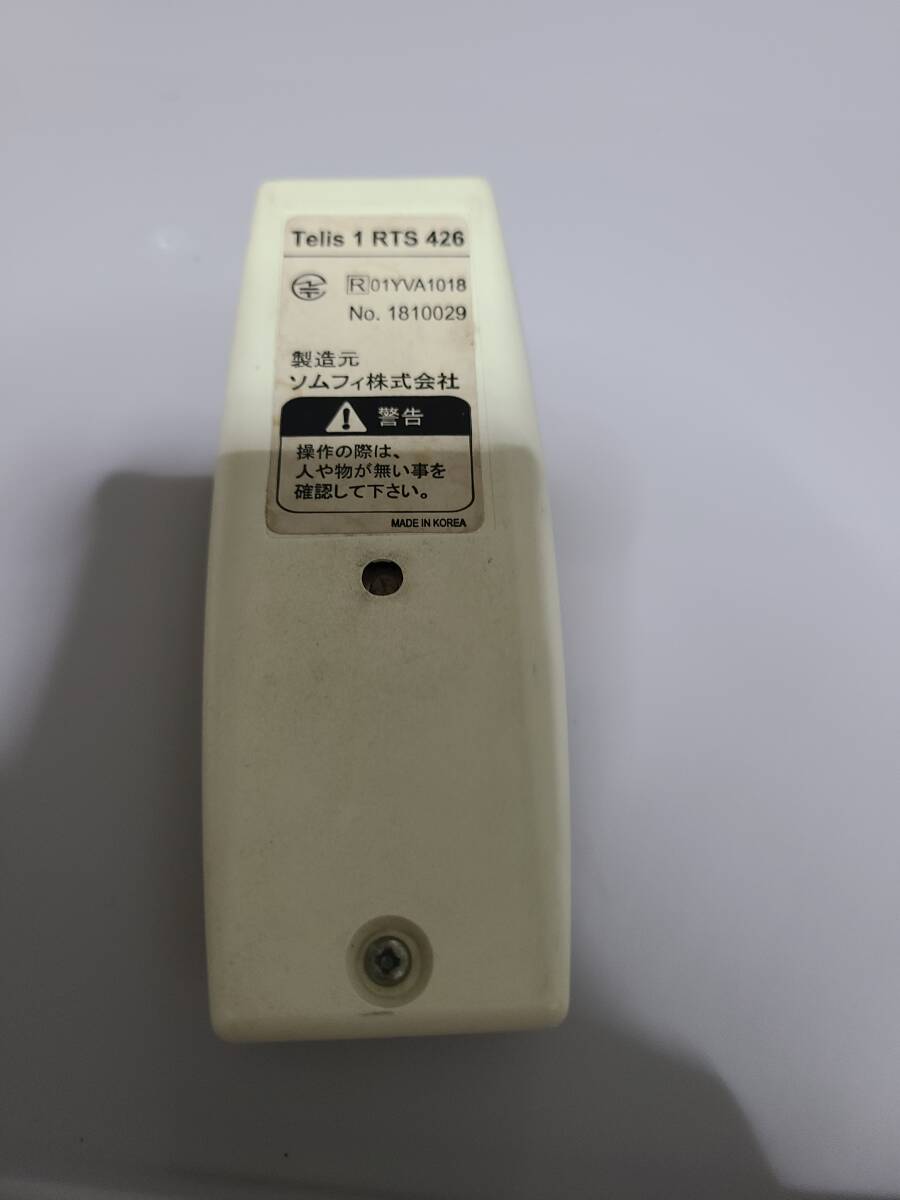 Telis 1 RTS 426
R 01YVA1018
No. 1810029
製造元
ソムフィ株式会社
警告
操作の際は、
人や物が無い事を
確認して下さい。
MADE IN KOREA